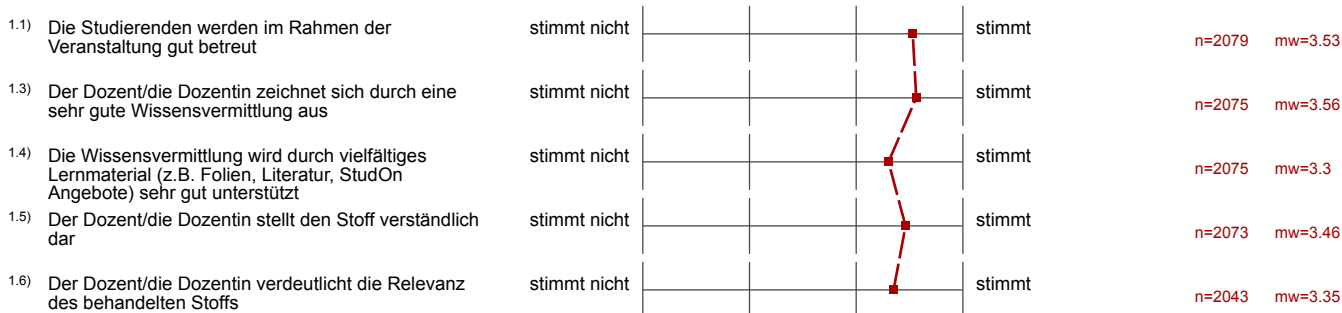 1.1) Die Studierenden werden im Rahmen der stimmt nicht stimmt
Veranstaltung gut betreut n=2079 mw=3.53
1.3) Der Dozent/die Dozentin zeichnet sich durch eine stimmt nicht stimmt
sehr gute Wissensvermittlung aus n=2075 mw=3.56
1.4) Die Wissensvermittlung wird durch vielfältiges stimmt nicht stimmt
Lernmaterial (z.B. Folien, Literatur, StudOn n=2075 mw=3.3
Angebote) sehr gut unterstützt
1.5) Der Dozent/die Dozentin stellt den Stoff verständlich stimmt nicht stimmt
dar n=2073 mw=3.46
1.6) Der Dozent/die Dozentin verdeutlicht die Relevanz stimmt nicht stimmt
des behandelten Stoffs n=2043 mw=3.35